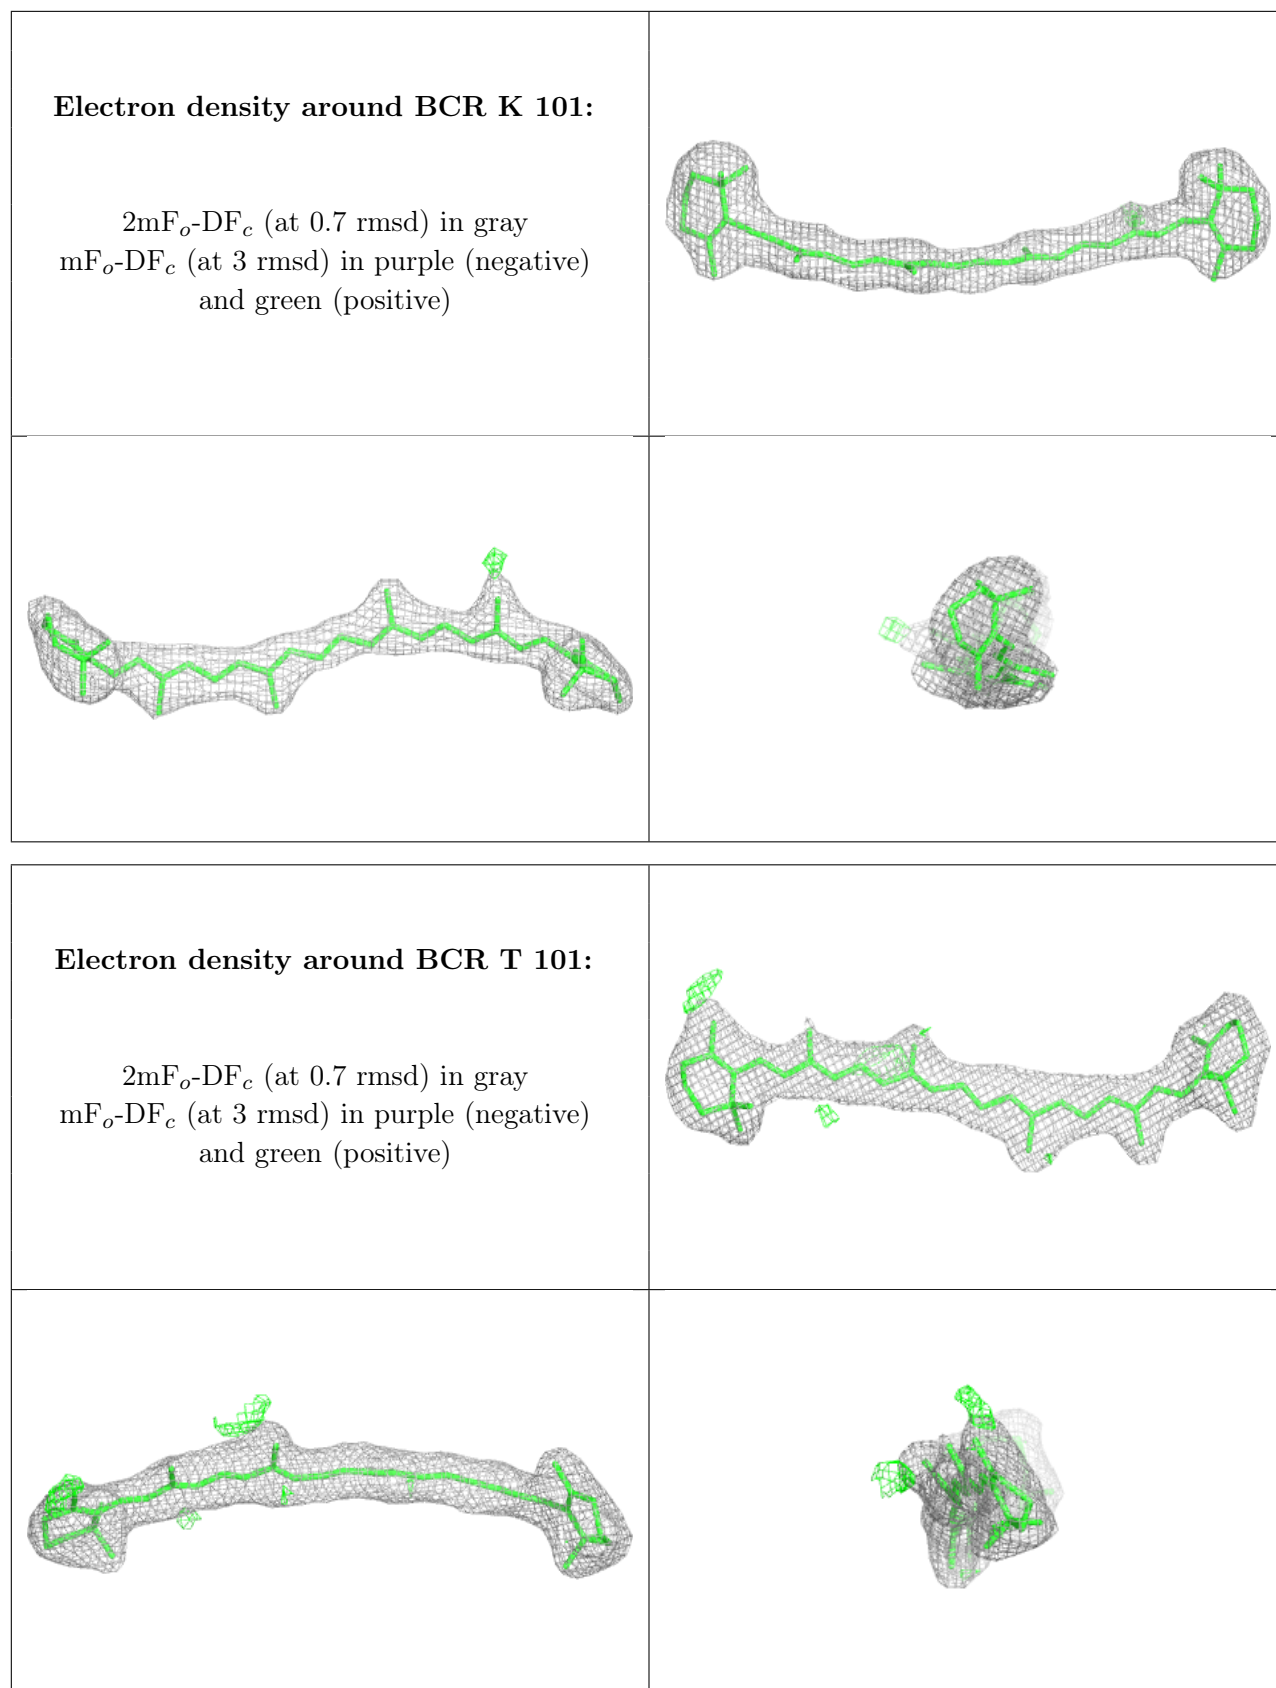 Electron density around BCR K 101:
2mFₒ-DF𝒸 (at 0.7 rmsd) in gray
mFₒ-DF𝒸 (at 3 rmsd) in purple (negative)
and green (positive)
Electron density around BCR T 101:
2mFₒ-DF𝒸 (at 0.7 rmsd) in gray
mFₒ-DF𝒸 (at 3 rmsd) in purple (negative)
and green (positive)